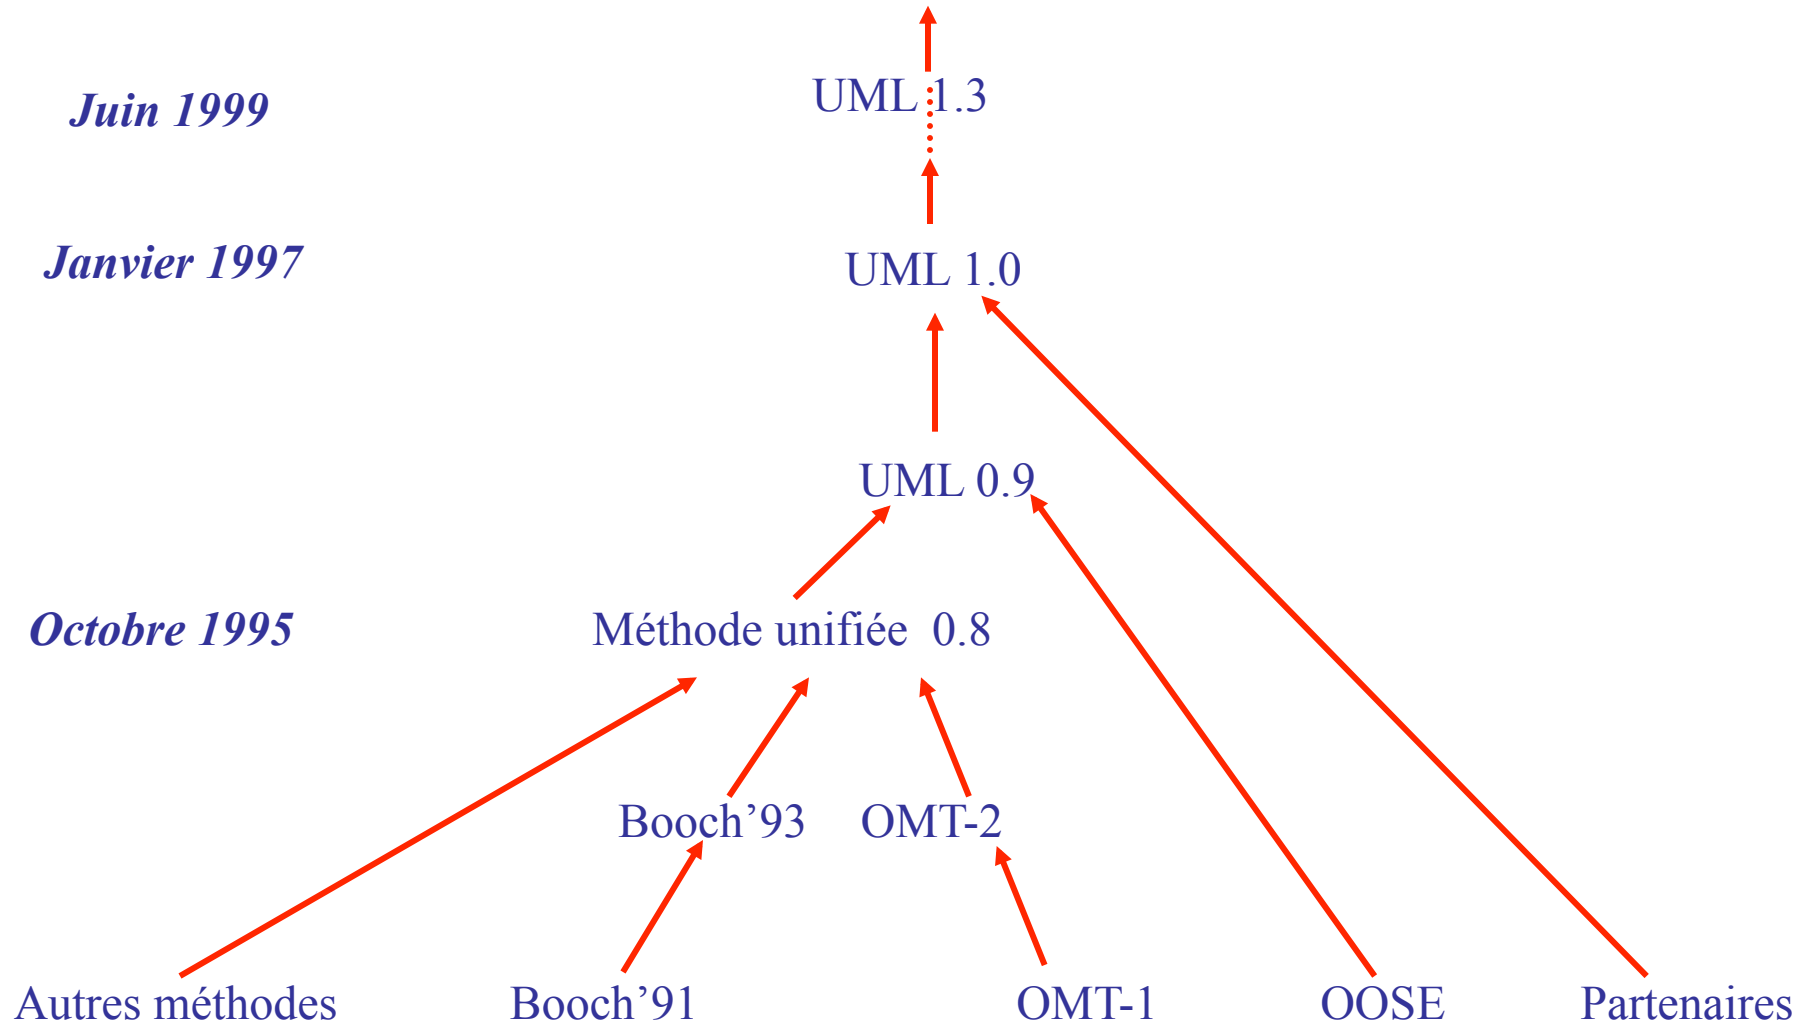 Juin 1999 UML 1.3
Janvier 1997 UML 1.0
UML 0.9
Octobre 1995 Méthode unifiée 0.8
Booch’93 OMT-2
Autres méthodes Booch’91 OMT-1 OOSE Partenaires